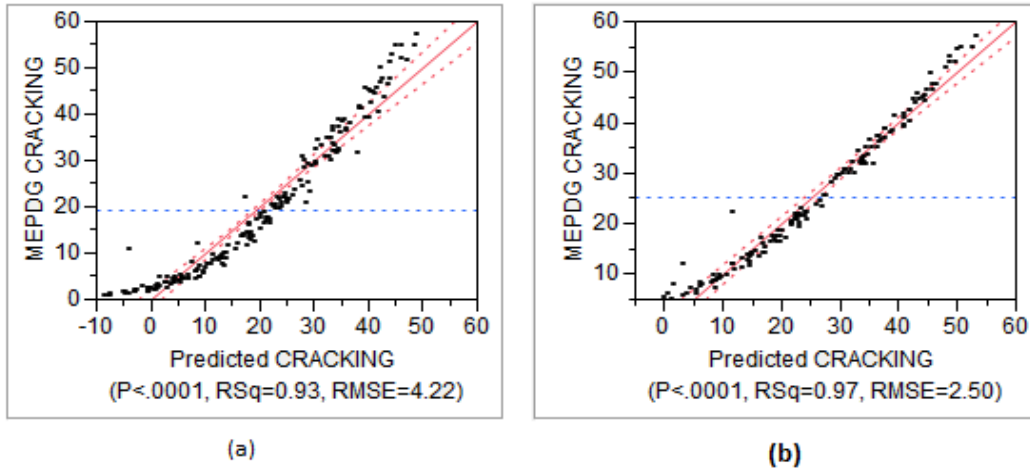 60
50
40
30
20
10
0
MEPDG CRACKING
-10 0 10 20 30 40 50 60
Predicted CRACKING
(P<.0001, RSq=0.93, RMSE=4.22)
(a)
60
50
40
30
20
10
MEPDG CRACKING
0 10 20 30 40 50 60
Predicted CRACKING
(P<.0001, RSq=0.97, RMSE=2.50)
(b)